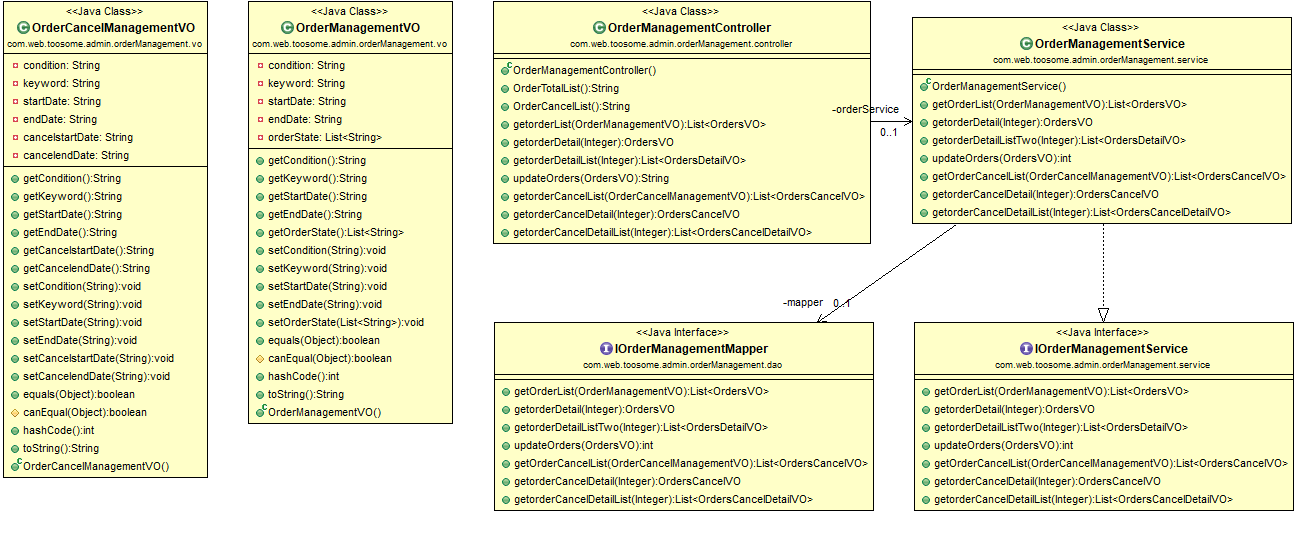 <<Java Class>>
OrderCancelManagementVO
com.web.toosome.admin.orderManagement.vo
condition: String
keyword: String
startDate: String
endDate: String
cancelstartDate: String
cancelendDate: String
getCondition():String
getKeyword():String
getStartDate():String
getEndDate():String
getCancelstartDate():String
getCancelendDate():String
setCondition(String):void
setKeyword(String):void
setStartDate(String):void
setEndDate(String):void
setCancelstartDate(String):void
setCancelendDate(String):void
equals(Object):boolean
canEqual(Object):boolean
hashCode():int
toString():String
OrderCancelManagementVO()
<<Java Class>>
OrderManagementVO
com.web.toosome.admin.orderManagement.vo
condition: String
keyword: String
startDate: String
endDate: String
orderState: List<String>
getCondition():String
getKeyword():String
getStartDate():String
getEndDate():String
getOrderState():List<String>
setCondition(String):void
setKeyword(String):void
setStartDate(String):void
setEndDate(String):void
setOrderState(List<String>):void
equals(Object):boolean
canEqual(Object):boolean
hashCode():int
toString():String
OrderManagementVO()
<<Java Class>>
OrderManagementController
com.web.toosome.admin.orderManagement.controller
OrderManagementController()
OrderTotalList():String
OrderCancelList():String
getorderList(OrderManagementVO):List<OrdersVO>
getorderDetail(Integer):OrdersVO
getorderDetailList(Integer):List<OrdersDetailVO>
updateOrders(OrdersVO):String
getorderCancelList(OrderCancelManagementVO):List<OrdersCancelVO>
getorderCancelDetail(Integer):OrdersCancelVO
getorderCancelDetailList(Integer):List<OrdersCancelDetailVO>
-orderService
0..1
<<Java Class>>
OrderManagementService
com.web.toosome.admin.orderManagement.service
OrderManagementService()
getOrderList(OrderManagementVO):List<OrdersVO>
getorderDetail(Integer):OrdersVO
getorderDetailListTwo(Integer):List<OrdersDetailVO>
updateOrders(OrdersVO):int
getOrderCancelList(OrderCancelManagementVO):List<OrdersCancelVO>
getorderCancelDetail(Integer):OrdersCancelVO
getorderCancelDetailList(Integer):List<OrdersCancelDetailVO>
-mapper
0..1
<<Java Interface>>
IOrderManagementMapper
com.web.toosome.admin.orderManagement.dao
getOrderList(OrderManagementVO):List<OrdersVO>
getorderDetail(Integer):OrdersVO
getorderDetailListTwo(Integer):List<OrdersDetailVO>
updateOrders(OrdersVO):int
getOrderCancelList(OrderCancelManagementVO):List<OrdersCancelVO>
getorderCancelDetail(Integer):OrdersCancelVO
getorderCancelDetailList(Integer):List<OrdersCancelDetailVO>
<<Java Interface>>
IOrderManagementService
com.web.toosome.admin.orderManagement.service
getOrderList(OrderManagementVO):List<OrdersVO>
getorderDetail(Integer):OrdersVO
getorderDetailListTwo(Integer):List<OrdersDetailVO>
updateOrders(OrdersVO):int
getOrderCancelList(OrderCancelManagementVO):List<OrdersCancelVO>
getorderCancelDetail(Integer):OrdersCancelVO
getorderCancelDetailList(Integer):List<OrdersCancelDetailVO>